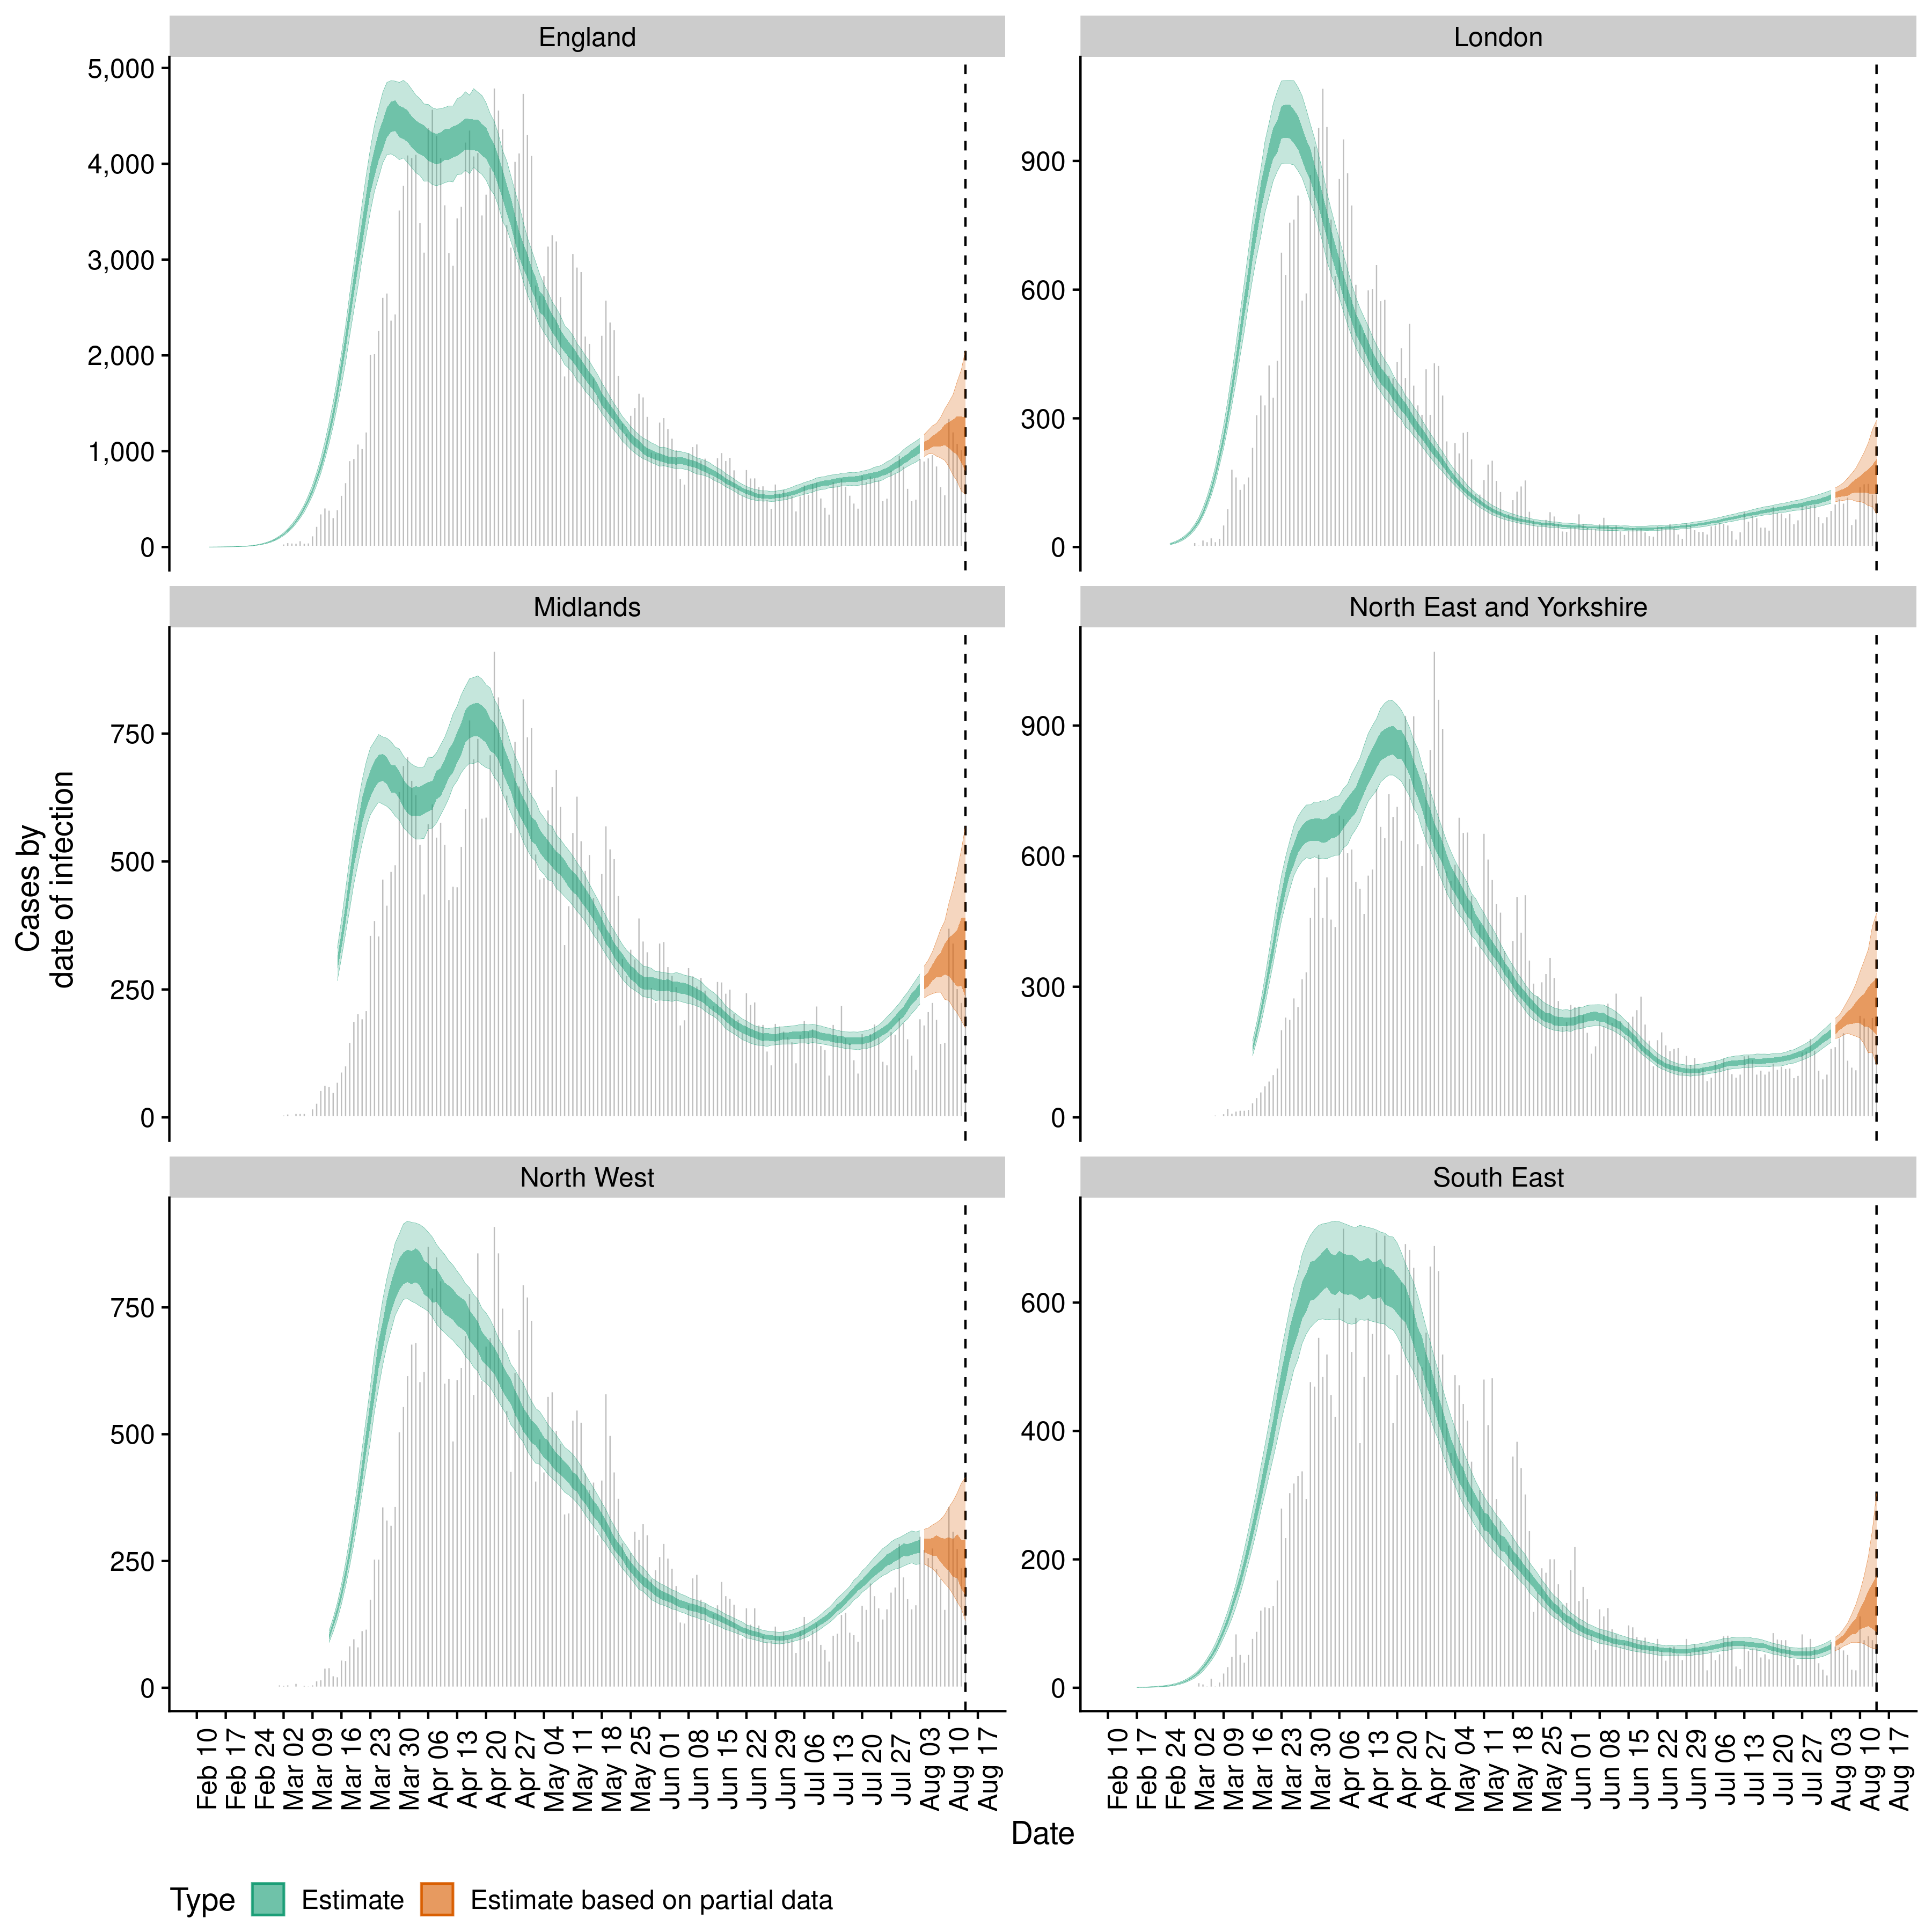 England
London
5,000
4,000
3,000
2,000
1,000
0
900
600
300
0
Midlands
North East and Yorkshire
750
500
250
0
900
600
300
0
North West
South East
750
500
250
0
600
400
200
0
Cases by
date of infection
Feb 10
Feb 17
Feb 24
Mar 02
Mar 09
Mar 16
Mar 23
Mar 30
Apr 06
Apr 13
Apr 20
Apr 27
May 04
May 11
May 18
May 25
Jun 01
Jun 08
Jun 15
Jun 22
Jun 29
Jul 06
Jul 13
Jul 20
Jul 27
Aug 03
Aug 10
Aug 17
Feb 10
Feb 17
Feb 24
Mar 02
Mar 09
Mar 16
Mar 23
Mar 30
Apr 06
Apr 13
Apr 20
Apr 27
May 04
May 11
May 18
May 25
Jun 01
Jun 08
Jun 15
Jun 22
Jun 29
Jul 06
Jul 13
Jul 20
Jul 27
Aug 03
Aug 10
Aug 17
Date
Type Estimate Estimate based on partial data